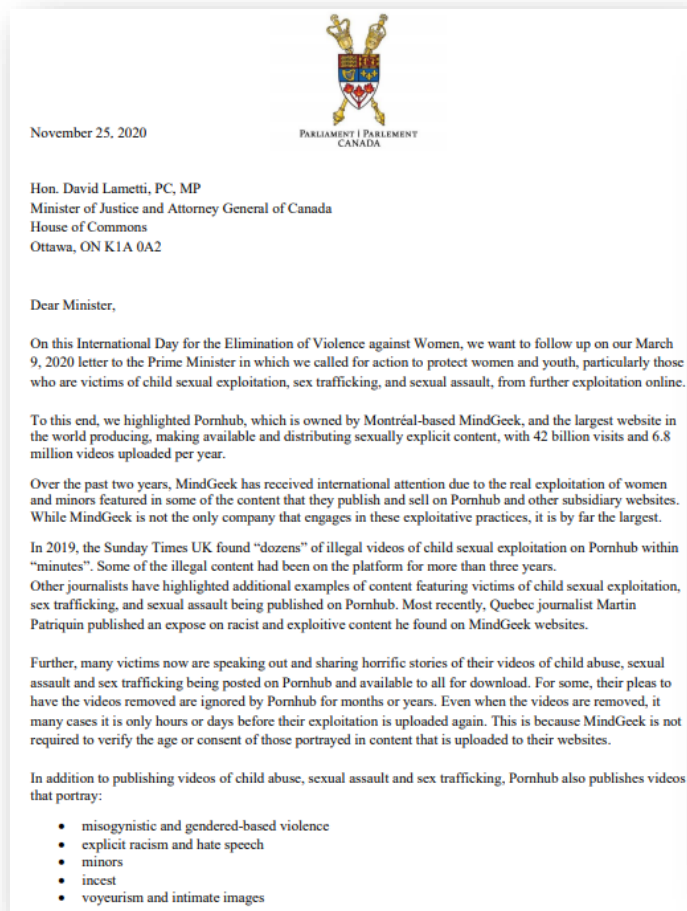 PARLIAMENT | PARLEMENT
CANADA
November 25, 2020
Hon. David Lametti, PC, MP
Minister of Justice and Attorney General of Canada
House of Commons
Ottawa, ON K1A 0A2
Dear Minister,
On this International Day for the Elimination of Violence against Women, we want to follow up on our March
9, 2020 letter to the Prime Minister in which we called for action to protect women and youth, particularly those
who are victims of child sexual exploitation, sex trafficking, and sexual assault, from further exploitation online.
To this end, we highlighted Pornhub, which is owned by Montréal-based MindGeek, and the largest website in
the world producing, making available and distributing sexually explicit content, with 42 billion visits and 6.8
million videos uploaded per year.
Over the past two years, MindGeek has received international attention due to the real exploitation of women
and minors featured in some of the content that they publish and sell on Pornhub and other subsidiary websites.
While MindGeek is not the only company that engages in these exploitative practices, it is by far the largest.
In 2019, the Sunday Times UK found “dozens” of illegal videos of child sexual exploitation on Pornhub within
“minutes”. Some of the illegal content had been on the platform for more than three years.
Other journalists have highlighted additional examples of content featuring victims of child sexual exploitation,
sex trafficking, and sexual assault being published on Pornhub. Most recently, Quebec journalist Martin
Patriquin published an expose on racist and exploitive content he found on MindGeek websites.
Further, many victims now are speaking out and sharing horrific stories of their videos of child abuse, sexual
assault and sex trafficking being posted on Pornhub and available to all for download. For some, their pleas to
have the videos removed are ignored by Pornhub for months or years. Even when the videos are removed, it
many cases it is only hours or days before their exploitation is uploaded again. This is because MindGeek is not
required to verify the age or consent of those portrayed in content that is uploaded to their websites.
In addition to publishing videos of child abuse, sexual assault and sex trafficking, Pornhub also publishes videos
that portray:
• misogynistic and gendered-based violence
• explicit racism and hate speech
• minors
• incest
• voyeurism and intimate images